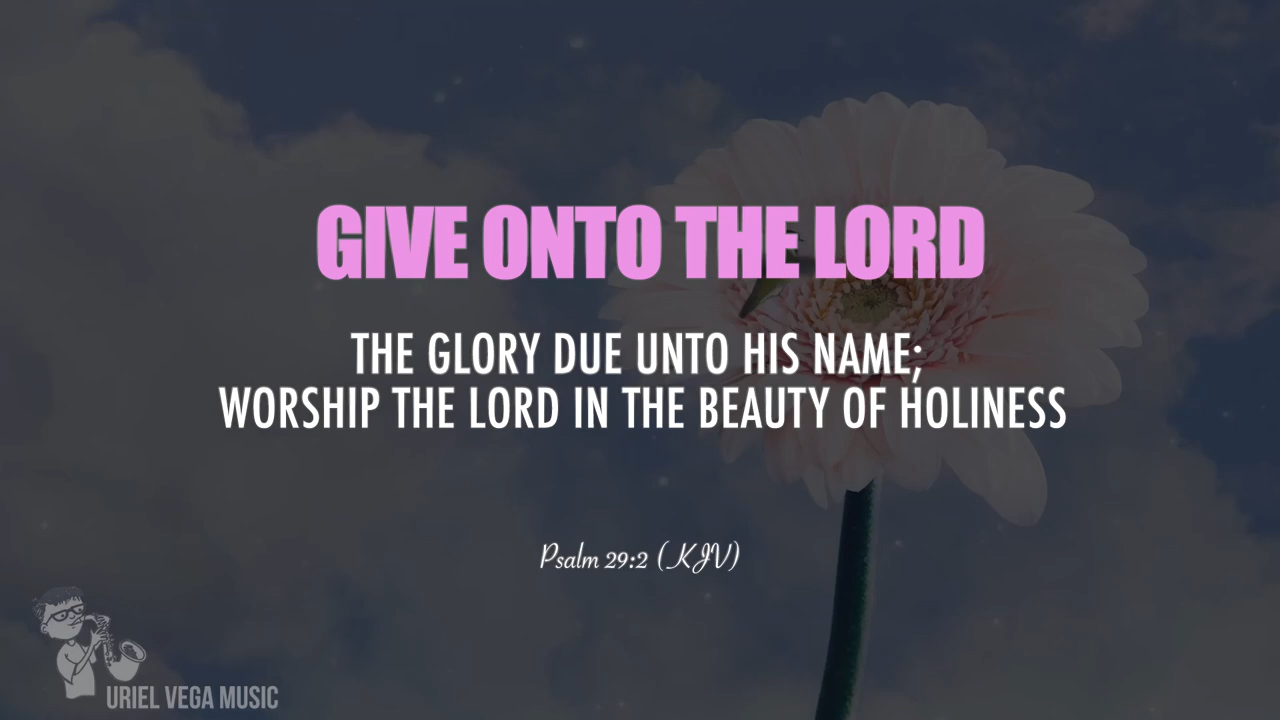 GIVE ONTO THE LORD
THE GLORY DUE UNTO HIS NAME;
WORSHIP THE LORD IN THE BEAUTY OF HOLINESS
Psalm 29:2 (KJV)
URIEL VEGA MUSIC